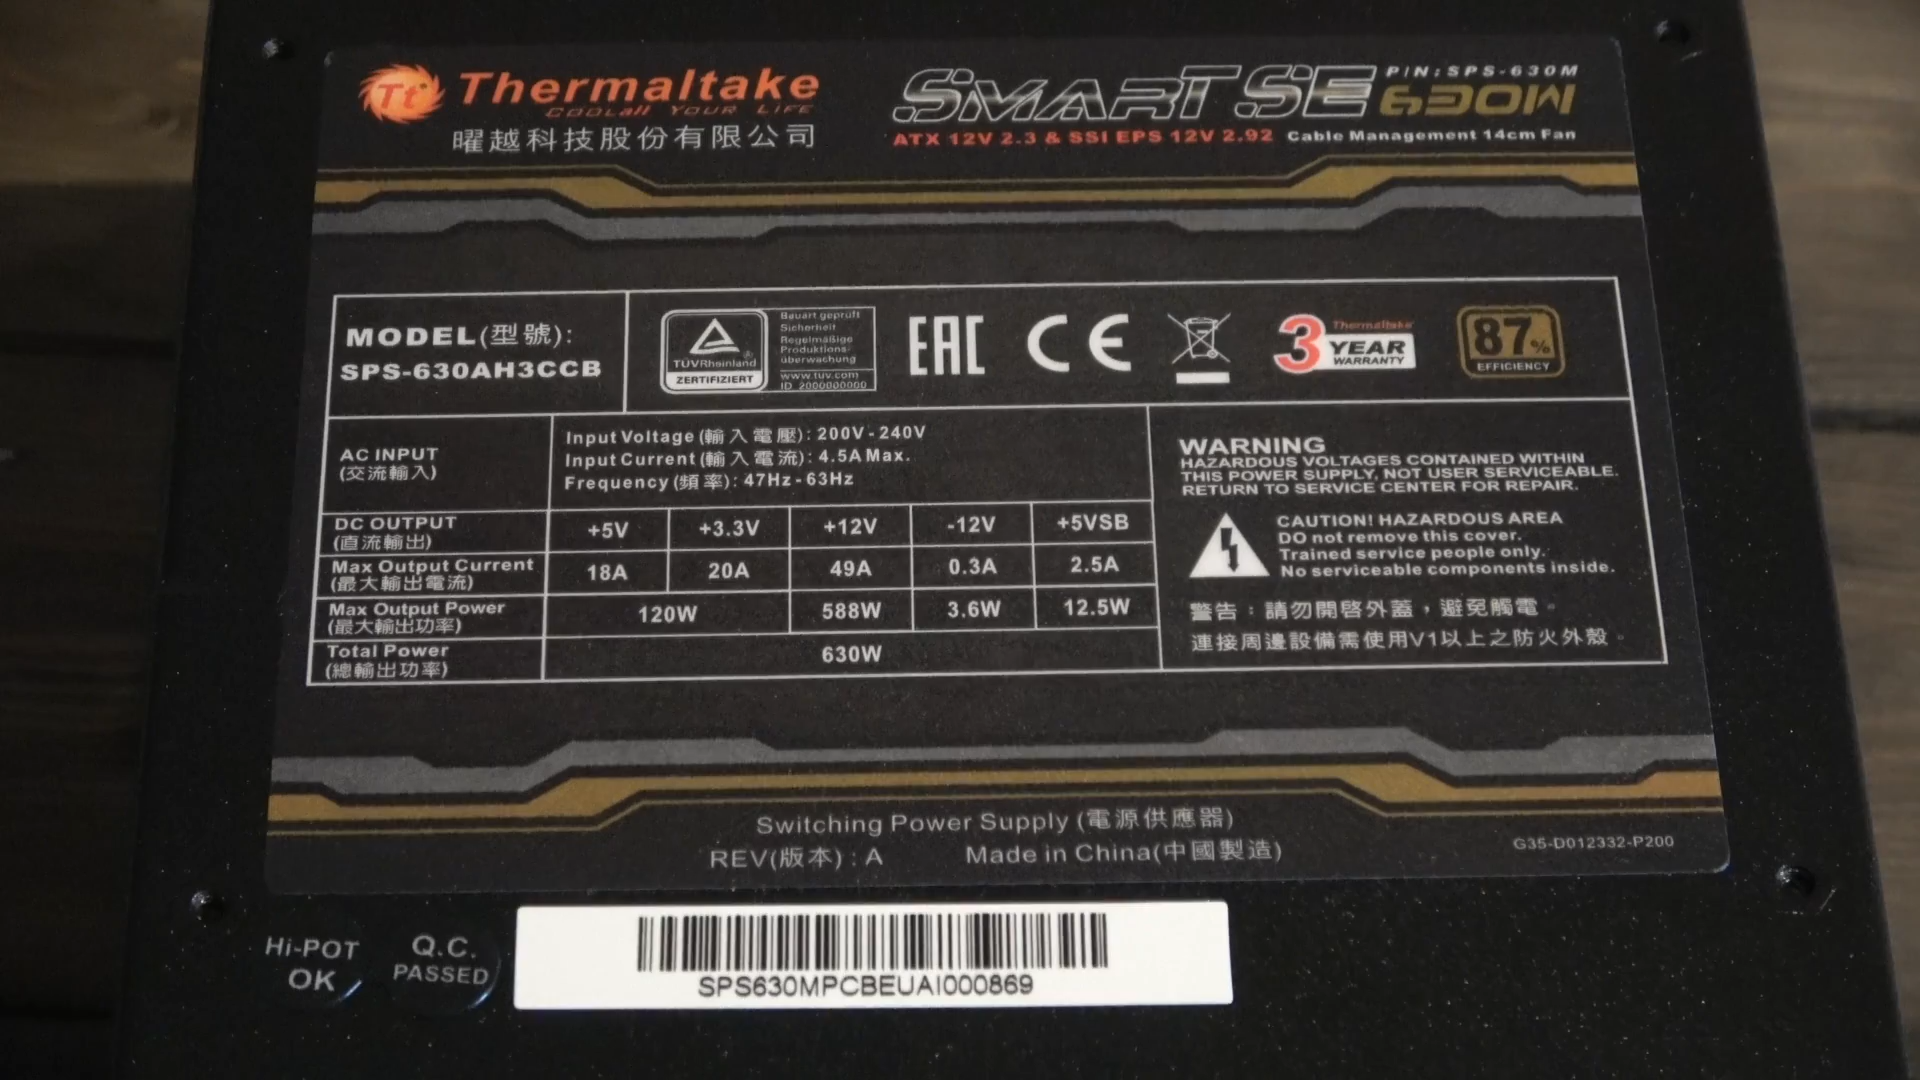 Tt Thermaltake
COOLall YOUR LIFE
曜越科技股份有限公司
SMART SE
P/N:SPS-630M
630W
ATX 12V 2.3 & SSI EPS 12V 2.92 Cable Management 14cm Fan
MODEL(型號):
SPS-630AH3CCB
TÜVRheinland
ZERTIFIZIERT
Bauart geprüft
Sicherheit
Regelmäßige
Produktions-
überwachung
www.tuv.com
ID 2000000000
EAC
CE
3 Thermaltake
YEAR
WARRANTY
87%
EFFICIENCY
AC INPUT
(交流輸入)
Input Voltage (輸入電壓): 200V - 240V
Input Current (輸入電流): 4.5A Max.
Frequency (頻率): 47Hz - 63Hz
DC OUTPUT
(直流輸出)
+5V +3.3V +12V -12V +5VSB
Max Output Current
(最大輸出電流)
18A 20A 49A 0.3A 2.5A
Max Output Power
(最大輸出功率)
120W 588W 3.6W 12.5W
Total Power
(總輸出功率)
630W
WARNING
HAZARDOUS VOLTAGES CONTAINED WITHIN
THIS POWER SUPPLY, NOT USER SERVICEABLE.
RETURN TO SERVICE CENTER FOR REPAIR.
CAUTION! HAZARDOUS AREA
DO not remove this cover.
Trained service people only.
No serviceable components inside.
警告：請勿開啓外蓋，避免觸電。
連接周邊設備需使用V1以上之防火外殼。
Switching Power Supply (電源供應器)
REV(版本) : A Made in China(中國製造)
G35-D012332-P200
Hi-POT
OK
Q.C.
PASSED
SPS630MPCBEUAI000869